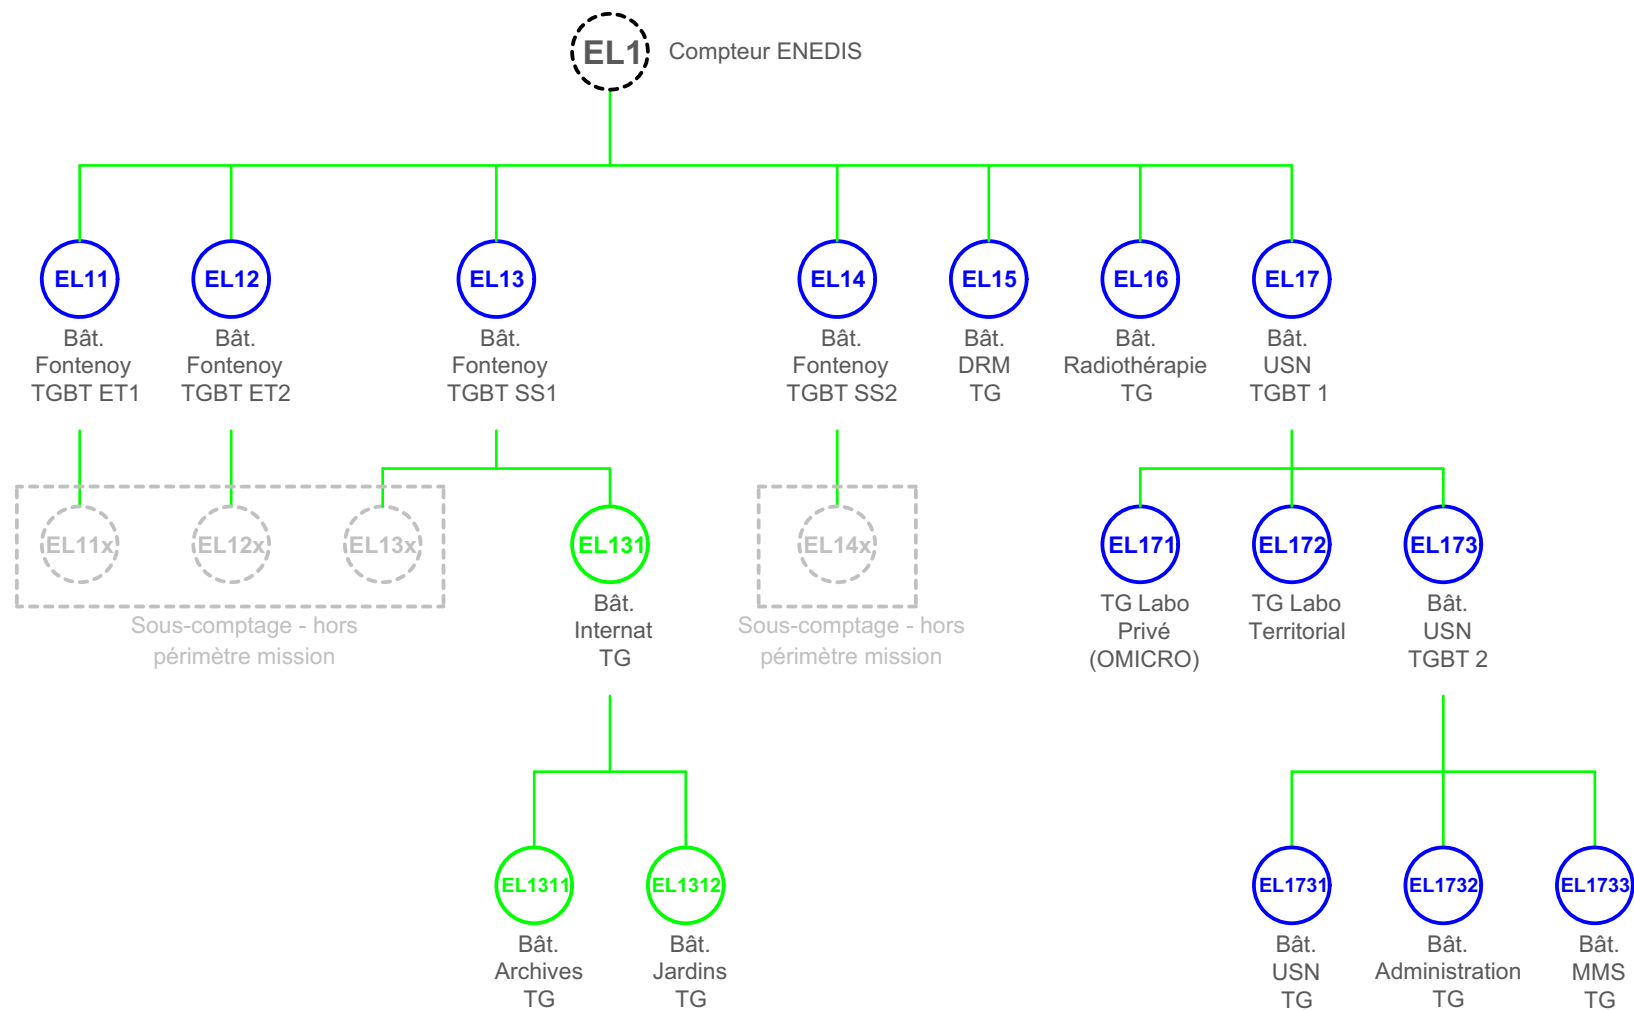 EL1 Compteur ENEDIS
EL11
Bât.
Fontenoy
TGBT ET1
EL12
Bât.
Fontenoy
TGBT ET2
EL13
Bât.
Fontenoy
TGBT SS1
EL14
Bât.
Fontenoy
TGBT SS2
EL15
Bât.
DRM
TG
EL16
Bât.
Radiothérapie
TG
EL17
Bât.
USN
TGBT 1
EL11x
EL12x
EL13x
Sous-comptage - hors
périmètre mission
EL131
Bât.
Internat
TG
EL14x
Sous-comptage - hors
périmètre mission
EL171
TG Labo
Privé
(OMICRO)
EL172
TG Labo
Territorial
EL173
Bât.
USN
TGBT 2
EL1311
Bât.
Archives
TG
EL1312
Bât.
Jardins
TG
EL1731
Bât.
USN
TG
EL1732
Bât.
Administration
TG
EL1733
Bât.
MMS
TG